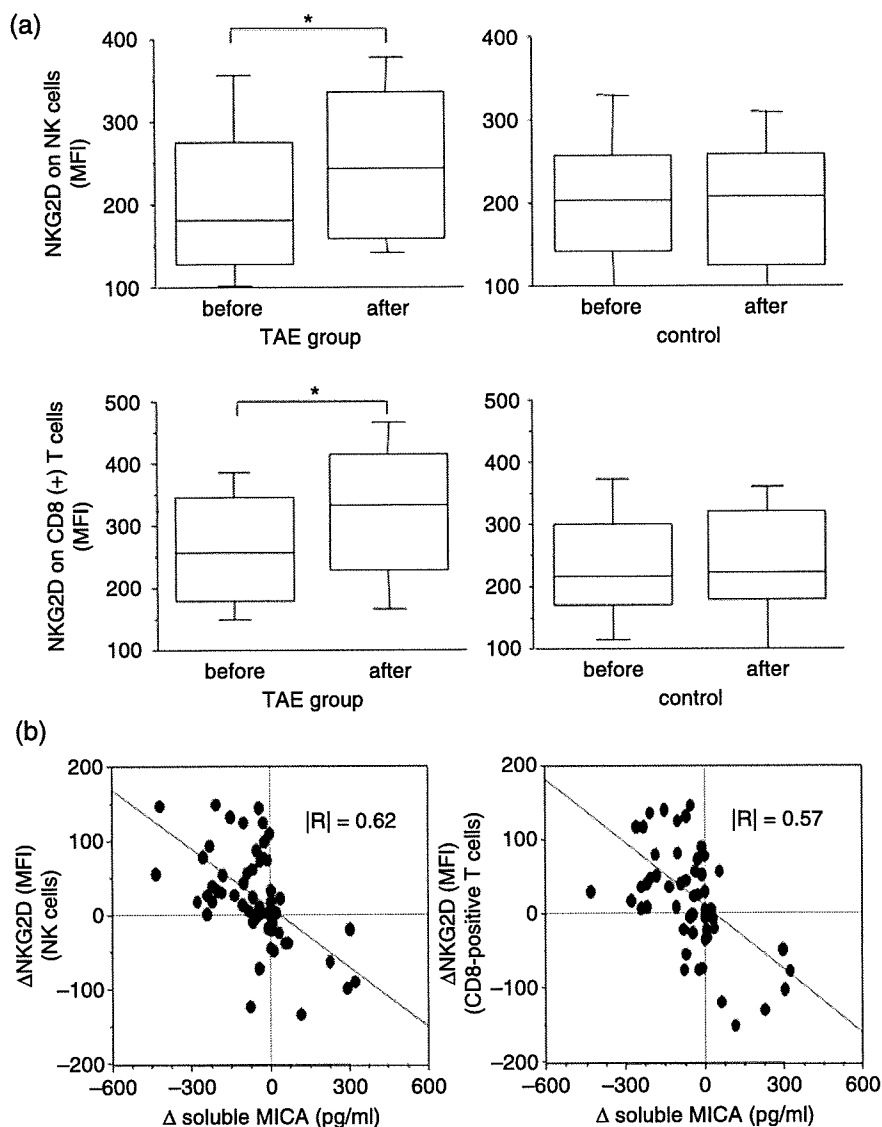 (a)
NKG2D on NK cells
(MFI)
400
300
200
100
*
before after
TAE group
400
300
200
100
before after
control
NKG2D on CD8 (+) T cells
(MFI)
500
400
300
200
100
*
before after
TAE group
500
400
300
200
100
before after
control
(b)
ΔNKG2D (MFI)
(NK cells)
200
100
0
−100
−200
|R| = 0.62
−600 −300 0 300 600
Δ soluble MICA (pg/ml)
ΔNKG2D (MFI)
(CD8-positive T cells)
200
100
0
−100
−200
|R| = 0.57
−600 −300 0 300 600
Δ soluble MICA (pg/ml)